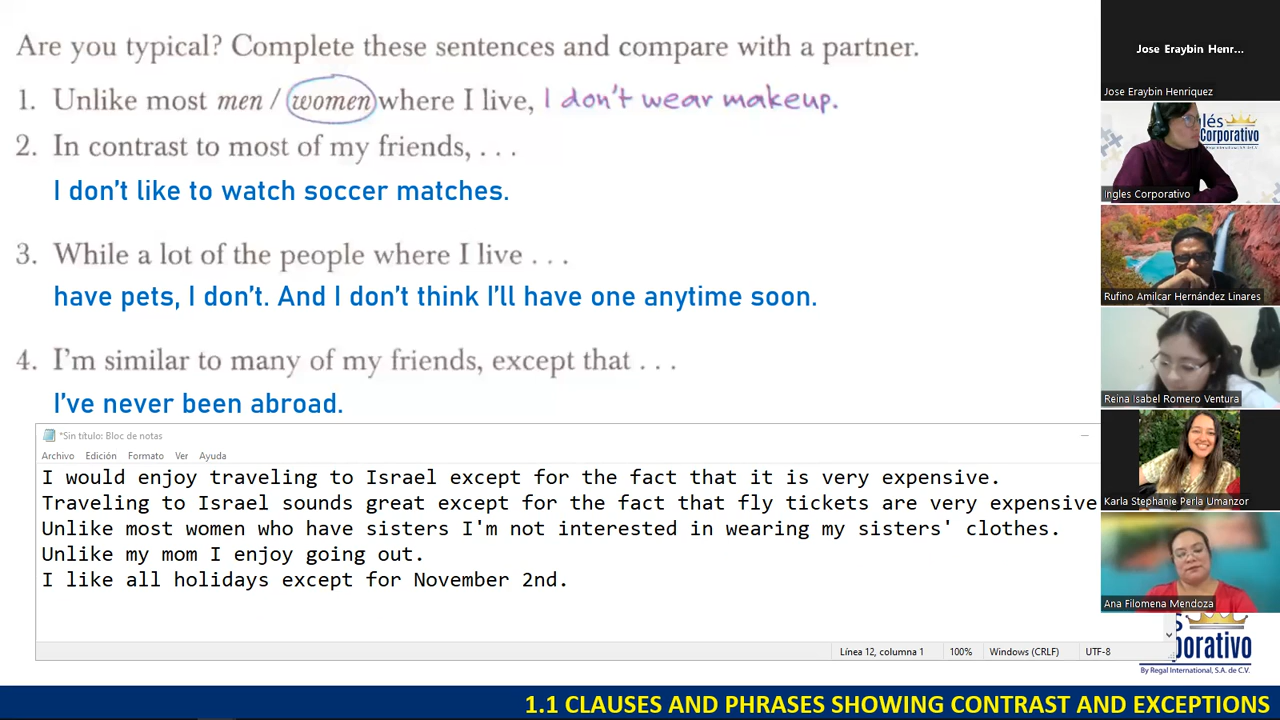 Are you typical? Complete these sentences and compare with a partner.
1. Unlike most men / women where I live, I don't wear makeup.
2. In contrast to most of my friends, . . .
I don't like to watch soccer matches.
3. While a lot of the people where I live . . .
have pets, I don't. And I don't think I'll have one anytime soon.
4. I'm similar to many of my friends, except that . . .
I've never been abroad.
*Sin título: Bloc de notas
Archivo Edición Formato Ver Ayuda
I would enjoy traveling to Israel except for the fact that it is very expensive.
Traveling to Israel sounds great except for the fact that fly tickets are very expensive
Unlike most women who have sisters I'm not interested in wearing my sisters' clothes.
Unlike my mom I enjoy going out.
I like all holidays except for November 2nd.
Línea 12, columna 1 100% Windows (CRLF) UTF-8
Jose Eraybin Henr...
Jose Eraybin Henriquez
lés
Corporativo
By Regal International, S.A. de C.V.
Ingles Corporativo
Rufino Amilcar Hernández Linares
Reina Isabel Romero Ventura
Karla Stephanie Perla Umanzor
Ana Filomena Mendoza
s
porativo
By Regal International, S.A. de C.V.
1.1 CLAUSES AND PHRASES SHOWING CONTRAST AND EXCEPTIONS